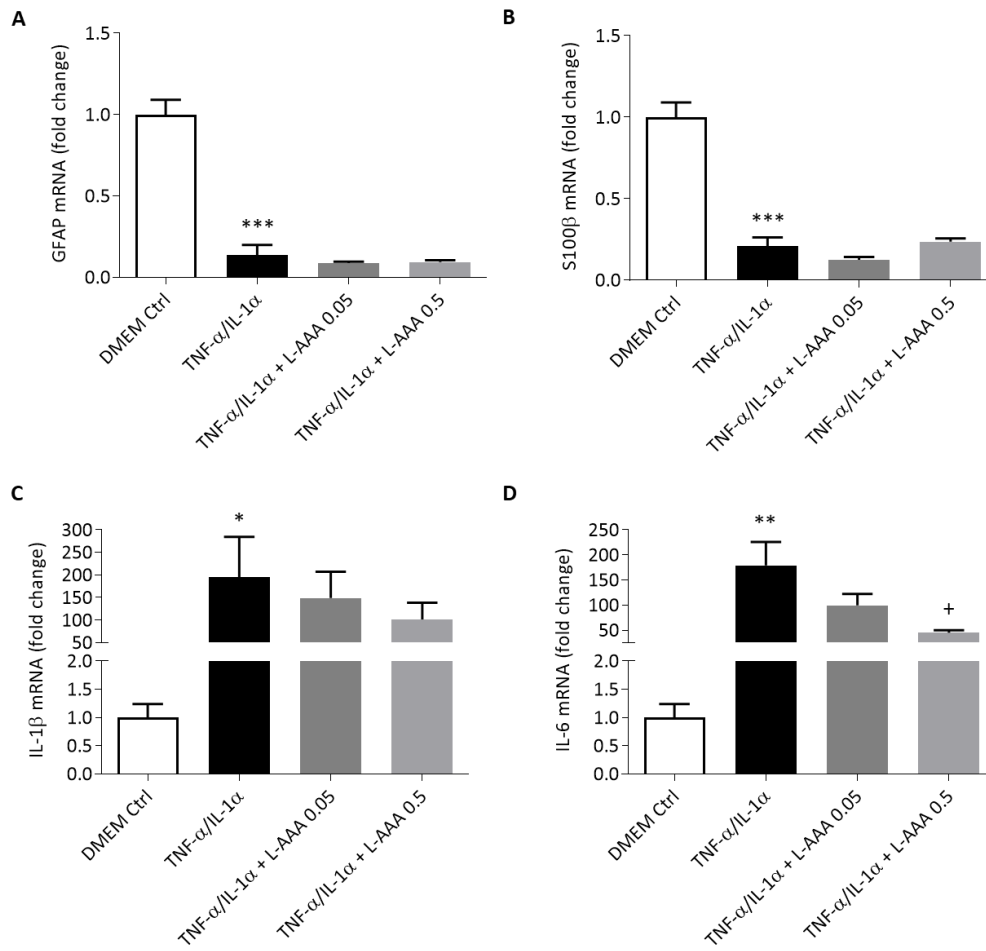 A
GFAP mRNA (fold change)
1.5
1.0
0.5
0.0
***
DMEM Ctrl
TNF-α/IL-1α
TNF-α/IL-1α + L-AAA 0.05
TNF-α/IL-1α + L-AAA 0.5
B
S100β mRNA (fold change)
1.5
1.0
0.5
0.0
***
DMEM Ctrl
TNF-α/IL-1α
TNF-α/IL-1α + L-AAA 0.05
TNF-α/IL-1α + L-AAA 0.5
C
IL-1β mRNA (fold change)
300
250
200
150
100
50
2.0
1.5
1.0
0.5
0.0
*
DMEM Ctrl
TNF-α/IL-1α
TNF-α/IL-1α + L-AAA 0.05
TNF-α/IL-1α + L-AAA 0.5
D
IL-6 mRNA (fold change)
250
200
150
100
50
2.0
1.5
1.0
0.5
0.0
**
+
DMEM Ctrl
TNF-α/IL-1α
TNF-α/IL-1α + L-AAA 0.05
TNF-α/IL-1α + L-AAA 0.5